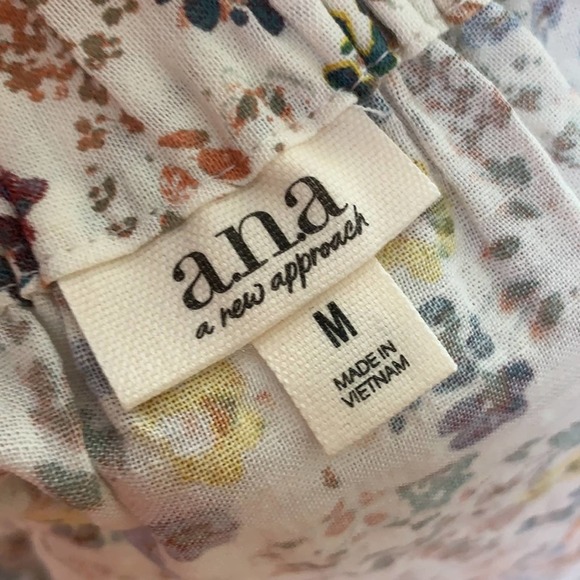 a.n.a
a new approach
M
MADE IN
VIETNAM